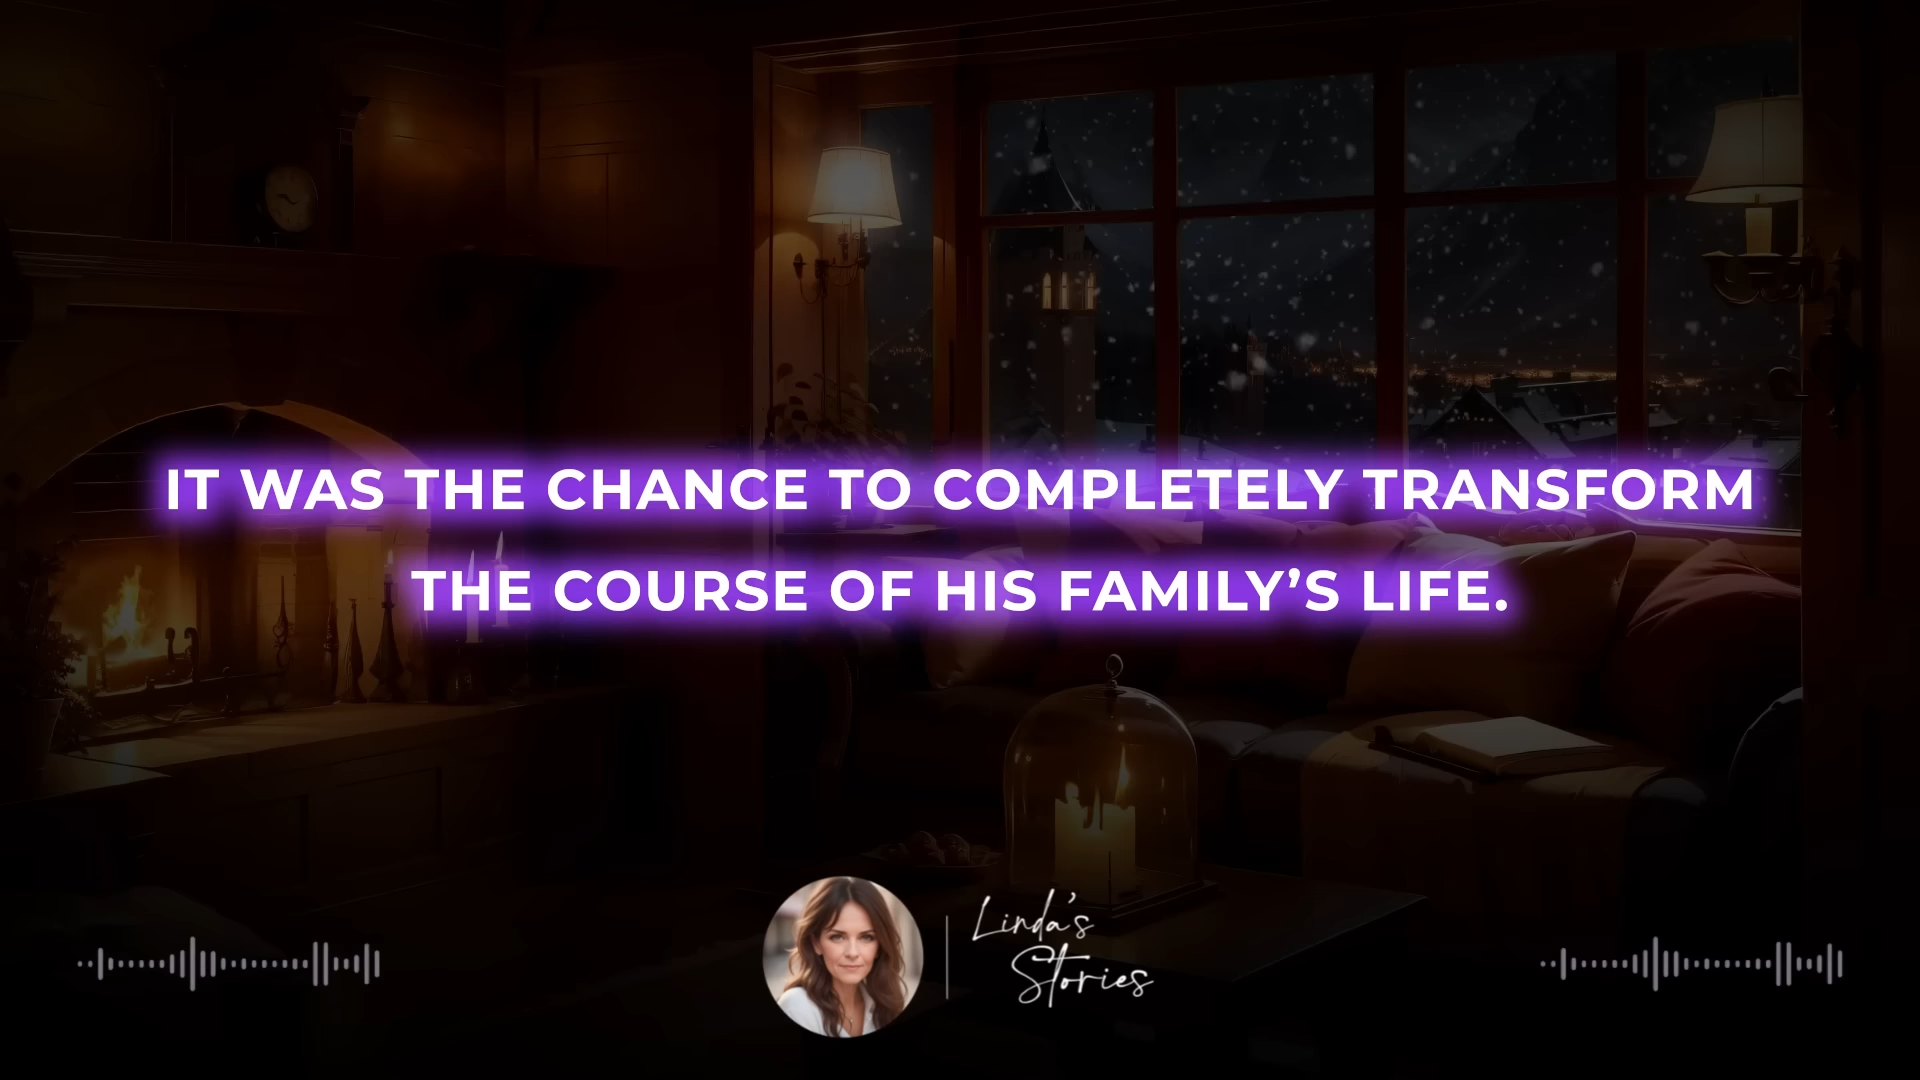 IT WAS THE CHANCE TO COMPLETELY TRANSFORM
THE COURSE OF HIS FAMILY’S LIFE.
Linda's
Stories